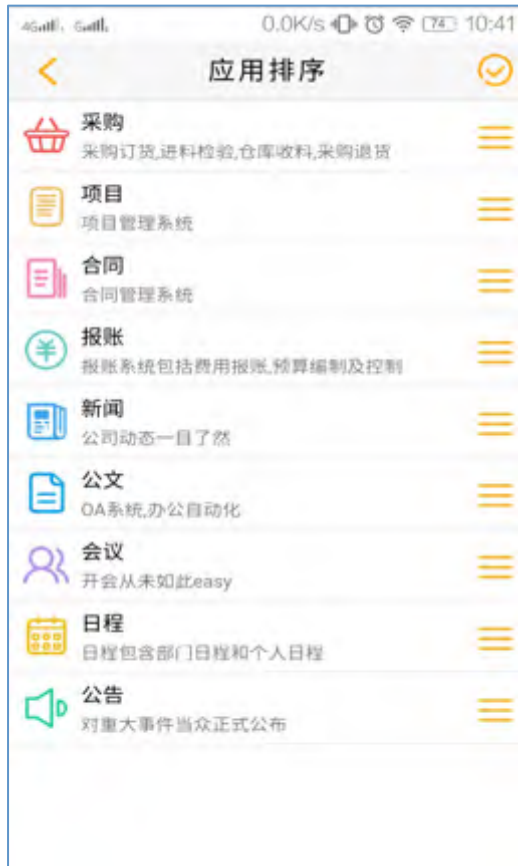 4G G 0.0K/s 74 10:41
应用排序
采购
采购订货,进料检验,仓库收料,采购退货
项目
项目管理系统
合同
合同管理系统
报账
报账系统包括费用报账,预算编制及控制
新闻
公司动态一目了然
公文
OA系统,办公自动化
会议
开会从未如此easy
日程
日程包含部门日程和个人日程
公告
对重大事件当众正式公布